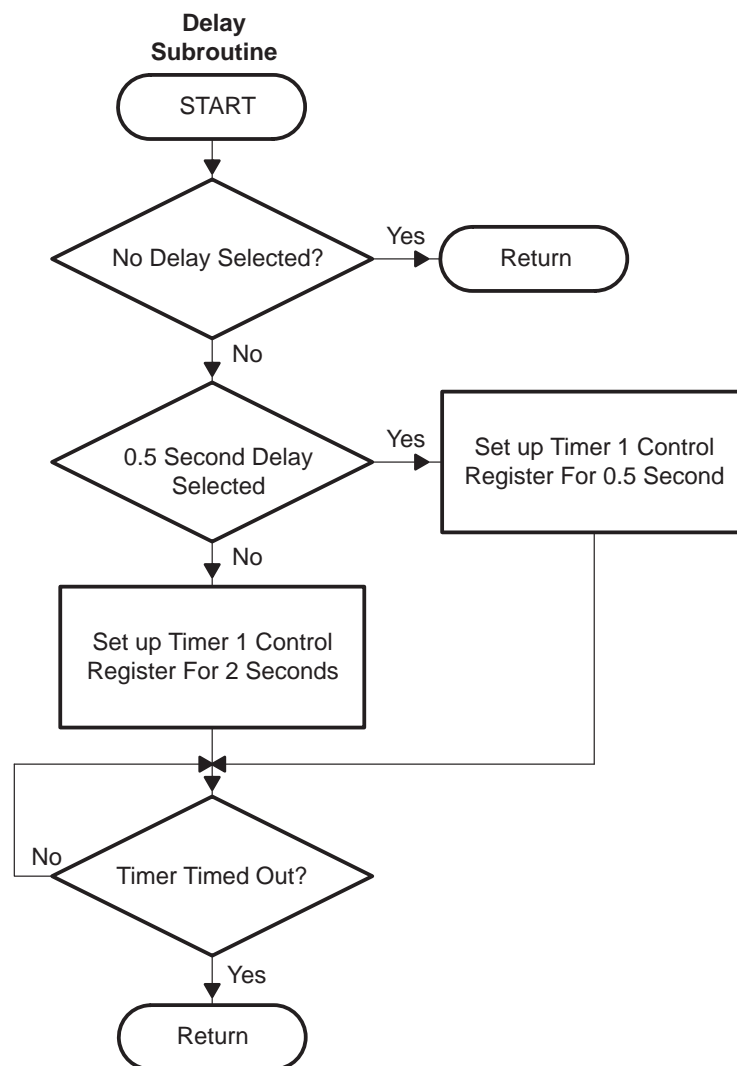 Delay
Subroutine
START
No Delay Selected?
Yes
Return
No
0.5 Second Delay
Selected
Yes
Set up Timer 1 Control
Register For 0.5 Second
No
Set up Timer 1 Control
Register For 2 Seconds
No
Timer Timed Out?
Yes
Return